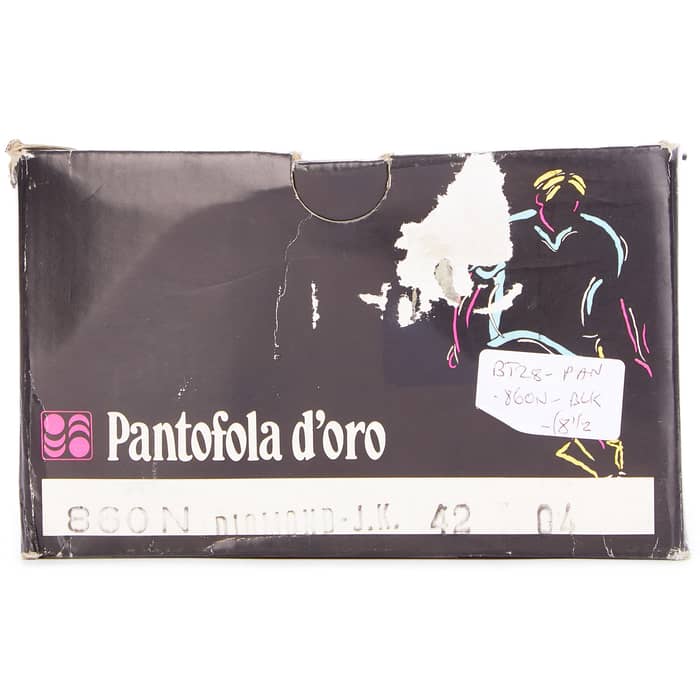 BT28-PAN
-860N-BLK
-(8½
Pantofola d'oro
860N DIAMOND-J.K. 42 04